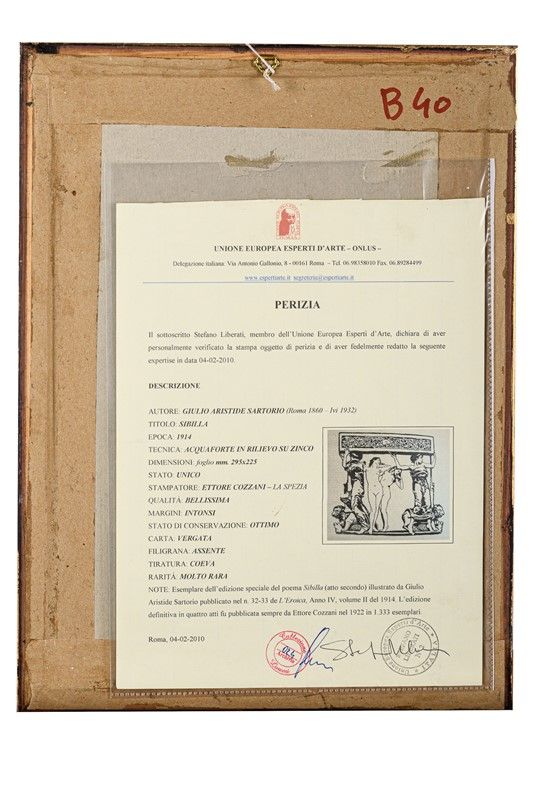 B 40
UNIONE EUROPEA ESPERTI D'ARTE – ONLUS –
Delegazione italiana: Via Antonio Gallonio, 8 - 00161 Roma – Tel. 06.98358010 Fax. 06.89284499
www.espertiarte.it segreteria@espertiarte.it
PERIZIA
Il sottoscritto Stefano Liberati, membro dell'Unione Europea Esperti d'Arte, dichiara di aver
personalmente verificato la stampa oggetto di perizia e di aver fedelmente redatto la seguente
expertise in data 04-02-2010.
DESCRIZIONE
AUTORE: GIULIO ARISTIDE SARTORIO (Roma 1860 – Ivi 1932)
TITOLO: SIBILLA
EPOCA: 1914
TECNICA: ACQUAFORTE IN RILIEVO SU ZINCO
DIMENSIONI: foglio mm. 295x225
STATO: UNICO
STAMPATORE: ETTORE COZZANI – LA SPEZIA
QUALITÀ: BELLISSIMA
MARGINI: INTONSI
STATO DI CONSERVAZIONE: OTTIMO
CARTA: VERGATA
FILIGRANA: ASSENTE
TIRATURA: COEVA
RARITÀ: MOLTO RARA
NOTE: Esemplare dell'edizione speciale del poema Sibilla (atto secondo) illustrato da Giulio
Aristide Sartorio pubblicato nel n. 32-33 de L'Eroica, Anno IV, volume II del 1914. L'edizione
definitiva in quattro atti fu pubblicata sempre da Ettore Cozzani nel 1922 in 1.333 esemplari.
Roma, 04-02-2010